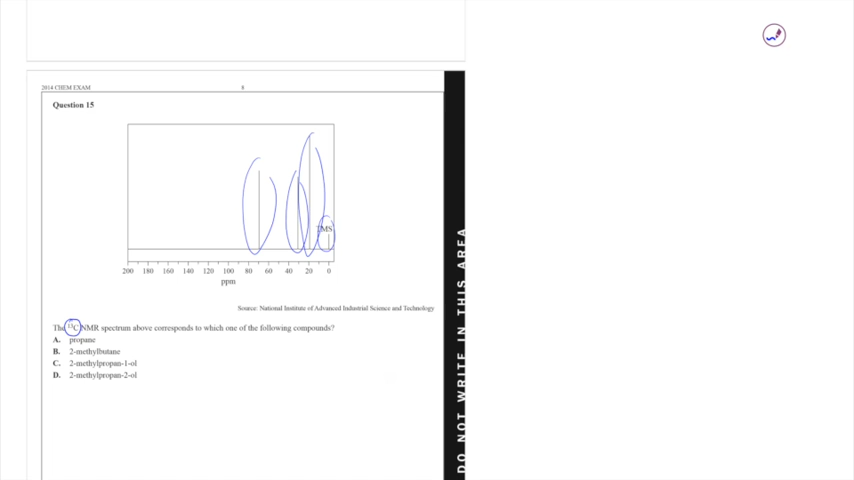 2014 CHEM EXAM
8
Question 15
TMS
200 180 160 140 120 100 80 60 40 20 0
ppm
Source: National Institute of Advanced Industrial Science and Technology
The ¹³C NMR spectrum above corresponds to which one of the following compounds?
A. propane
B. 2-methylbutane
C. 2-methylpropan-1-ol
D. 2-methylpropan-2-ol
DO NOT WRITE IN THIS AREA